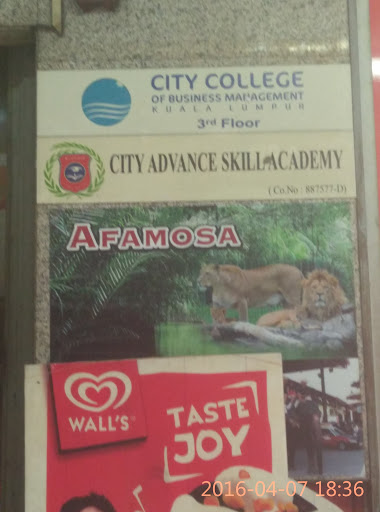 CITY COLLEGE
OF BUSINESS MANAGEMENT
KUALA LUMPUR
3rd Floor
CITY ADVANCE SKILL ACADEMY
( Co.No : 887577-D)
AFAMOSA
WALL'S
TASTE
JOY
2016-04-07 18:36